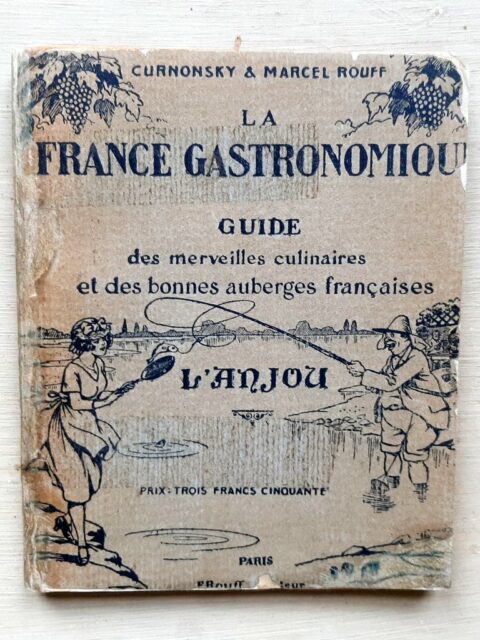 CURNONSKY & MARCEL ROUFF
LA
FRANCE GASTRONOMIQU
GUIDE
des merveilles culinaires
et des bonnes auberges françaises
L'ANJOU
PRIX: TROIS FRANCS CINQUANTE
PARIS
F. Rouff